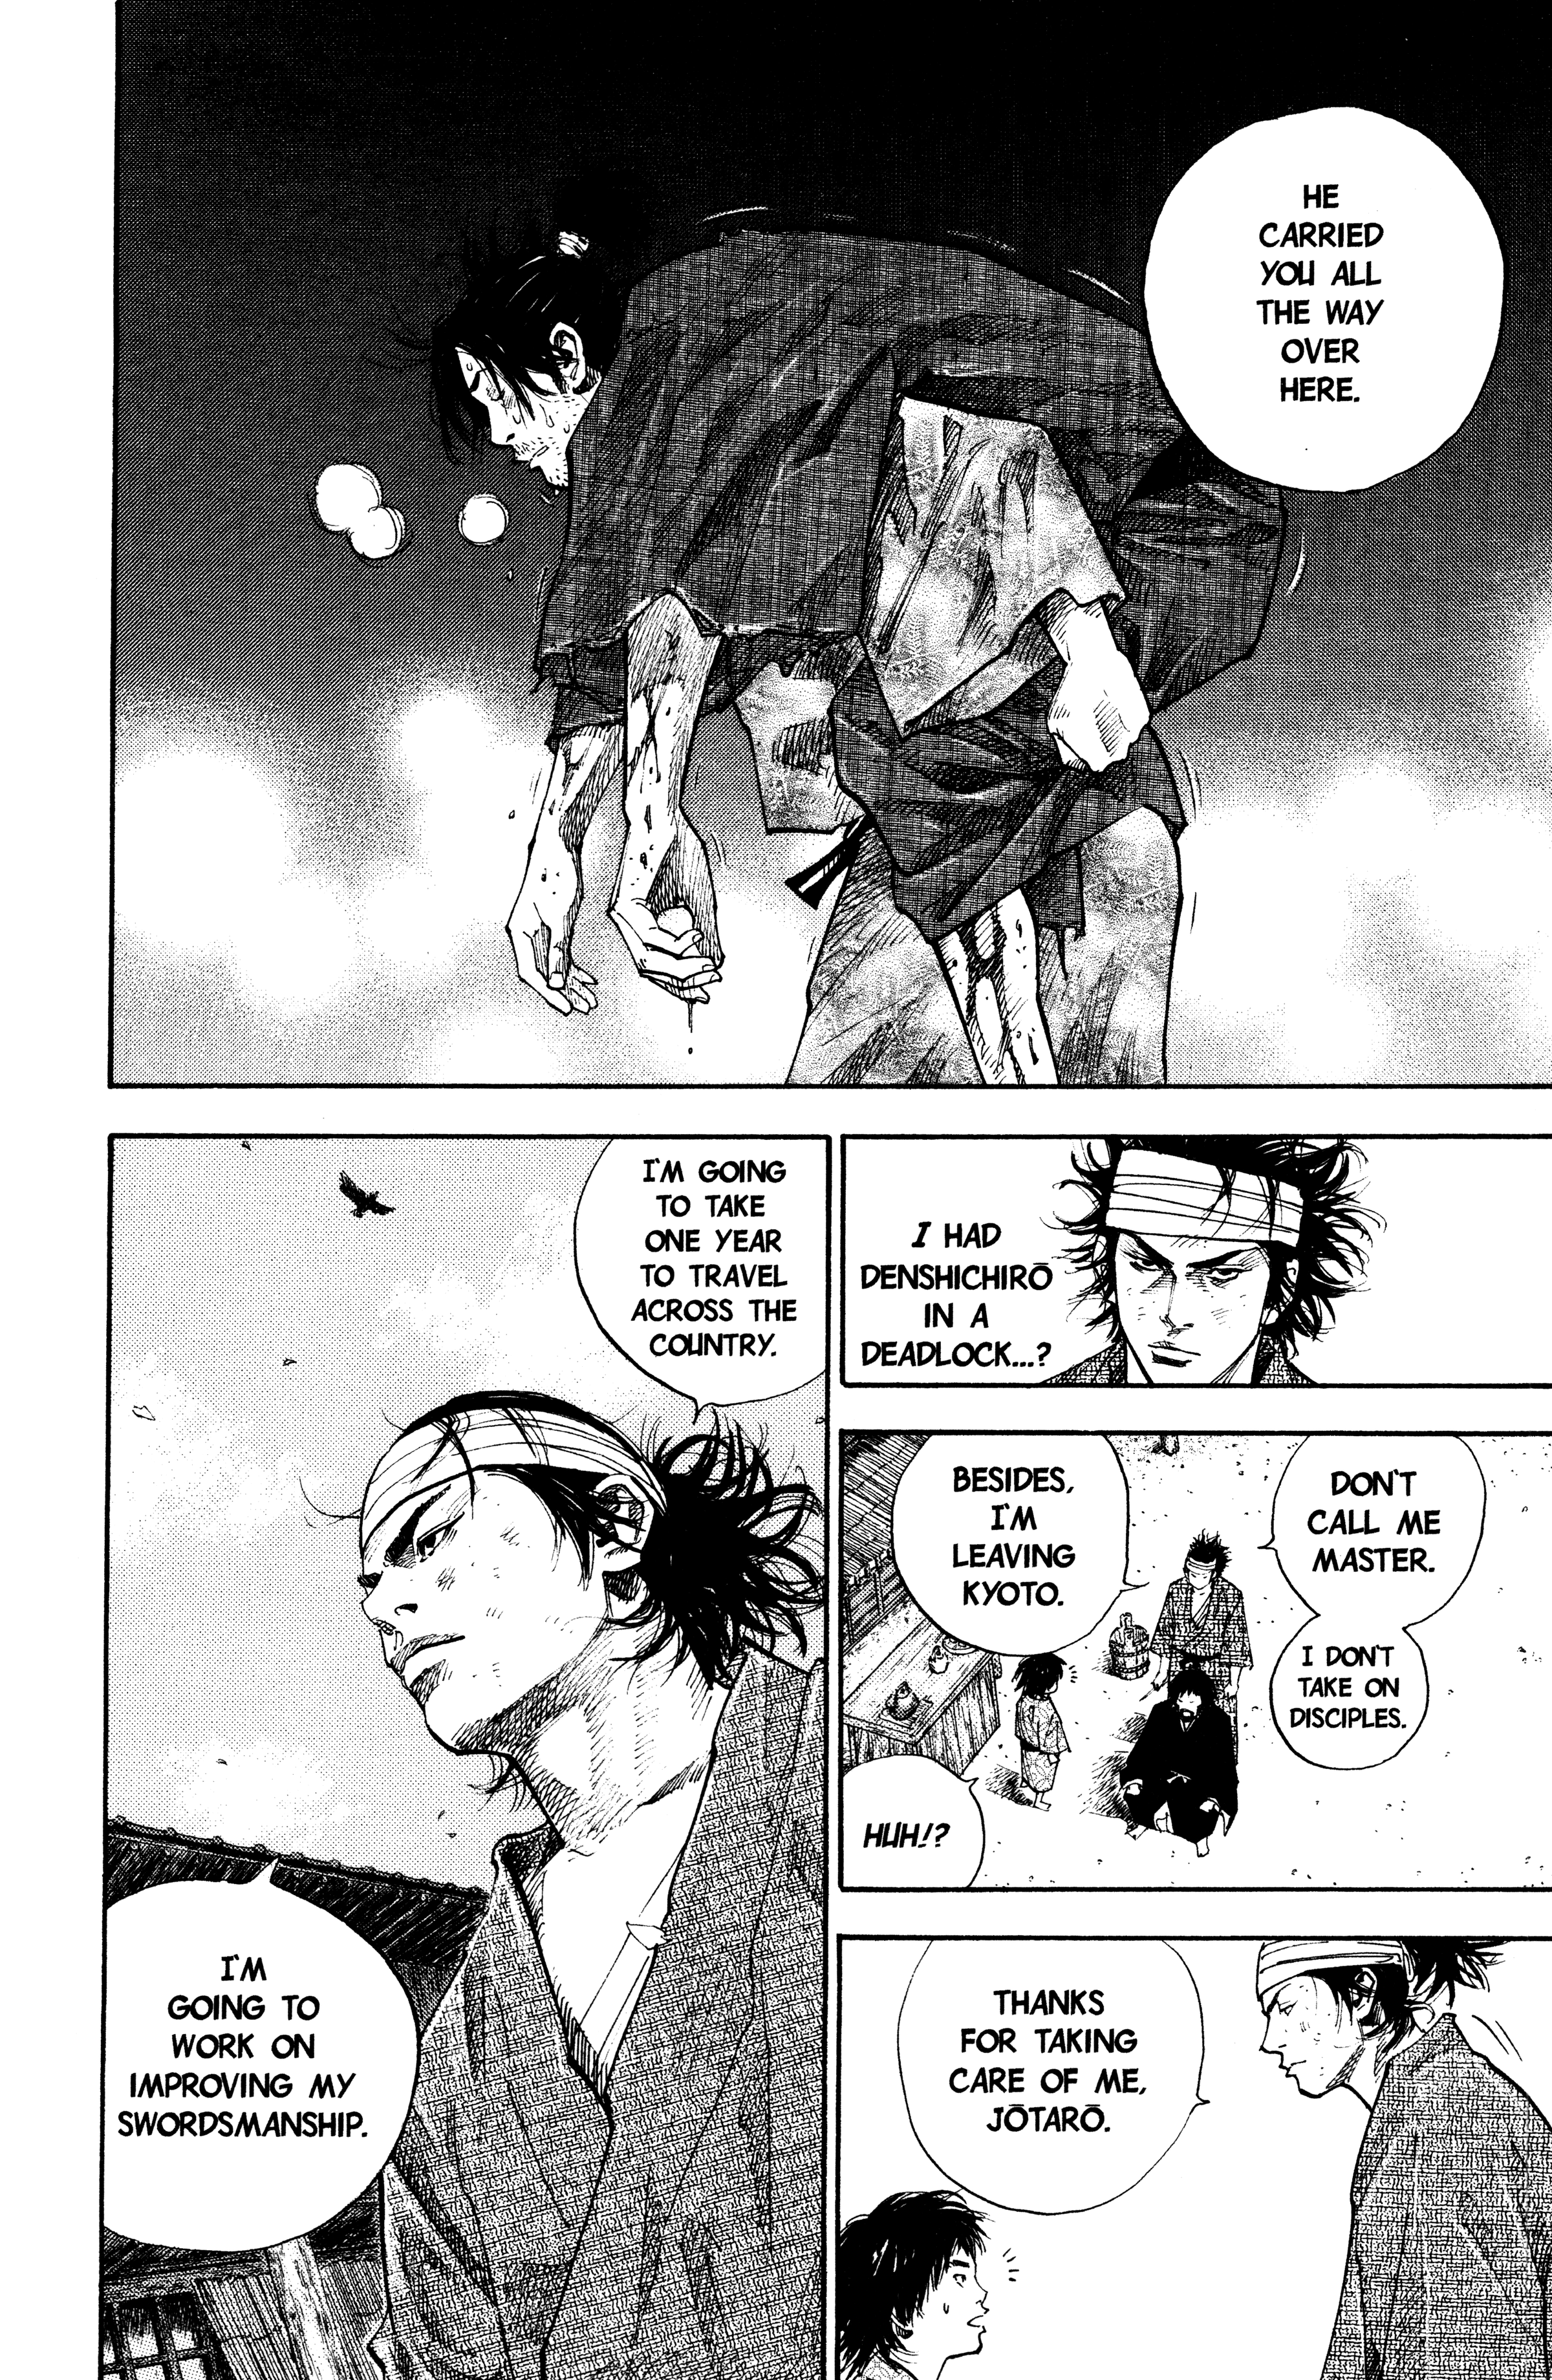 HE
CARRIED
YOU ALL
THE WAY
OVER
HERE.
I HAD
DENSHICHIRŌ
IN A
DEADLOCK...?
DON'T
CALL ME
MASTER.
I DON'T
TAKE ON
DISCIPLES.
BESIDES,
I'M
LEAVING
KYOTO.
HUH!?
THANKS
FOR TAKING
CARE OF ME,
JŌTARŌ.
I'M GOING
TO TAKE
ONE YEAR
TO TRAVEL
ACROSS THE
COUNTRY.
I'M
GOING TO
WORK ON
IMPROVING MY
SWORDSMANSHIP.